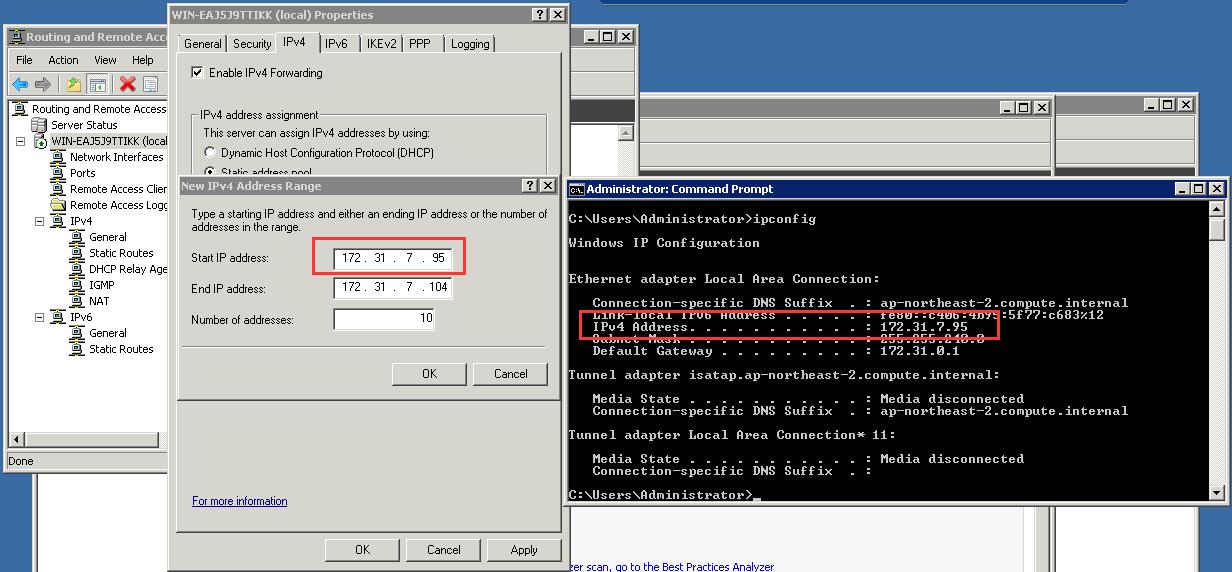 WIN-EAJ5J9TTIKK (local) Properties
Routing and Remote Acce
File Action View Help
Routing and Remote Access
Server Status
WIN-EAJ5J9TTIKK (local
Network Interfaces
Ports
Remote Access Clien
Remote Access Logg
IPv4
General
Static Routes
DHCP Relay Age
IGMP
NAT
IPv6
General
Static Routes
Done
General Security IPv4 IPv6 IKEv2 PPP Logging
Enable IPv4 Forwarding
IPv4 address assignment
This server can assign IPv4 addresses by using:
Dynamic Host Configuration Protocol (DHCP)
Static address pool
New IPv4 Address Range
Type a starting IP address and either an ending IP address or the number of
addresses in the range.
Start IP address: 172 . 31 . 7 . 95
End IP address: 172 . 31 . 7 . 104
Number of addresses: 10
OK Cancel
For more information
OK Cancel Apply
Administrator: Command Prompt
C:\Users\Administrator>ipconfig
Windows IP Configuration
Ethernet adapter Local Area Connection:
Connection-specific DNS Suffix . : ap-northeast-2.compute.internal
Link-local IPv6 Address . . . . . : fe80::c406:4b95:5f77:c683%12
IPv4 Address. . . . . . . . . . . : 172.31.7.95
Subnet Mask . . . . . . . . . . . : 255.255.240.0
Default Gateway . . . . . . . . . : 172.31.0.1
Tunnel adapter isatap.ap-northeast-2.compute.internal:
Media State . . . . . . . . . . . : Media disconnected
Connection-specific DNS Suffix . : ap-northeast-2.compute.internal
Tunnel adapter Local Area Connection* 11:
Media State . . . . . . . . . . . : Media disconnected
Connection-specific DNS Suffix . :
C:\Users\Administrator>_
zer scan, go to the Best Practices Analyzer